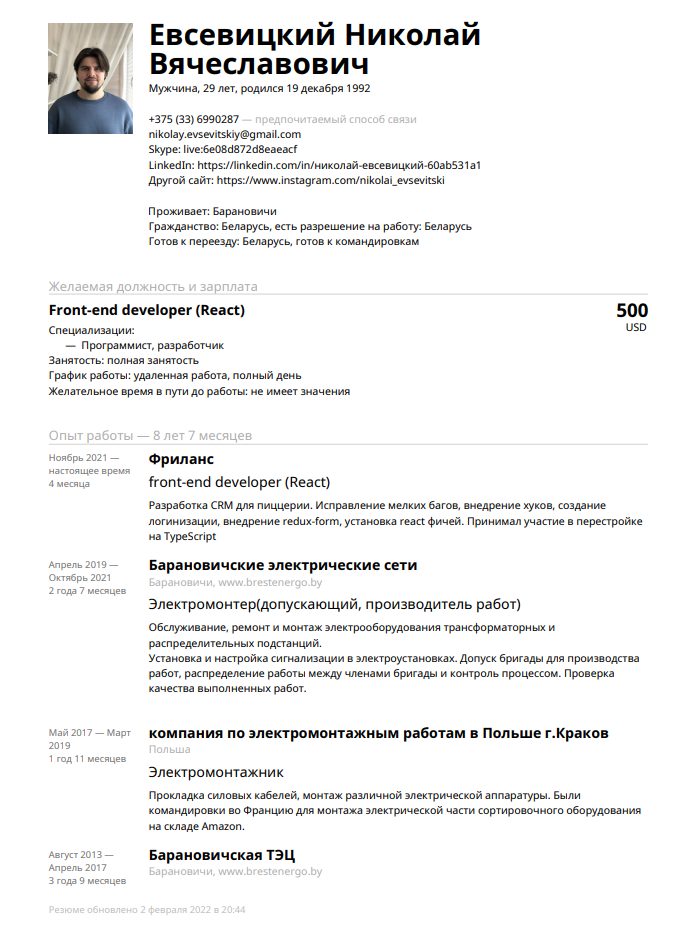 Евсевицкий Николай
Вячеславович
Мужчина, 29 лет, родился 19 декабря 1992
+375 (33) 6990287 — предпочитаемый способ связи
nikolay.evsevitskiy@gmail.com
Skype: live:6e08d872d8eaeacf
LinkedIn: https://linkedin.com/in/николай-евсевицкий-60ab531a1
Другой сайт: https://www.instagram.com/nikolai_evsevitski
Проживает: Барановичи
Гражданство: Беларусь, есть разрешение на работу: Беларусь
Готов к переезду: Беларусь, готов к командировкам
Желаемая должность и зарплата
Front-end developer (React)
500
USD
Специализации:
— Программист, разработчик
Занятость: полная занятость
График работы: удаленная работа, полный день
Желательное время в пути до работы: не имеет значения
Опыт работы — 8 лет 7 месяцев
Ноябрь 2021 —
настоящее время
4 месяца
Фриланс
front-end developer (React)
Разработка CRM для пиццерии. Исправление мелких багов, внедрение хуков, создание
логинизации, внедрение redux-form, установка react фичей. Принимал участие в перестройке
на TypeScript
Апрель 2019 —
Октябрь 2021
2 года 7 месяцев
Барановичские электрические сети
Барановичи, www.brestenergo.by
Электромонтер(допускающий, производитель работ)
Обслуживание, ремонт и монтаж электрооборудования трансформаторных и
распределительных подстанций.
Установка и настройка сигнализации в электроустановках. Допуск бригады для производства
работ, распределение работы между членами бригады и контроль процессом. Проверка
качества выполненных работ.
Май 2017 — Март
2019
1 год 11 месяцев
компания по электромонтажным работам в Польше г.Краков
Польша
Электромонтажник
Прокладка силовых кабелей, монтаж различной электрической аппаратуры. Были
командировки во Францию для монтажа электрической части сортировочного оборудования
на складе Amazon.
Август 2013 —
Апрель 2017
3 года 9 месяцев
Барановичская ТЭЦ
Барановичи, www.brestenergo.by
Резюме обновлено 2 февраля 2022 в 20:44